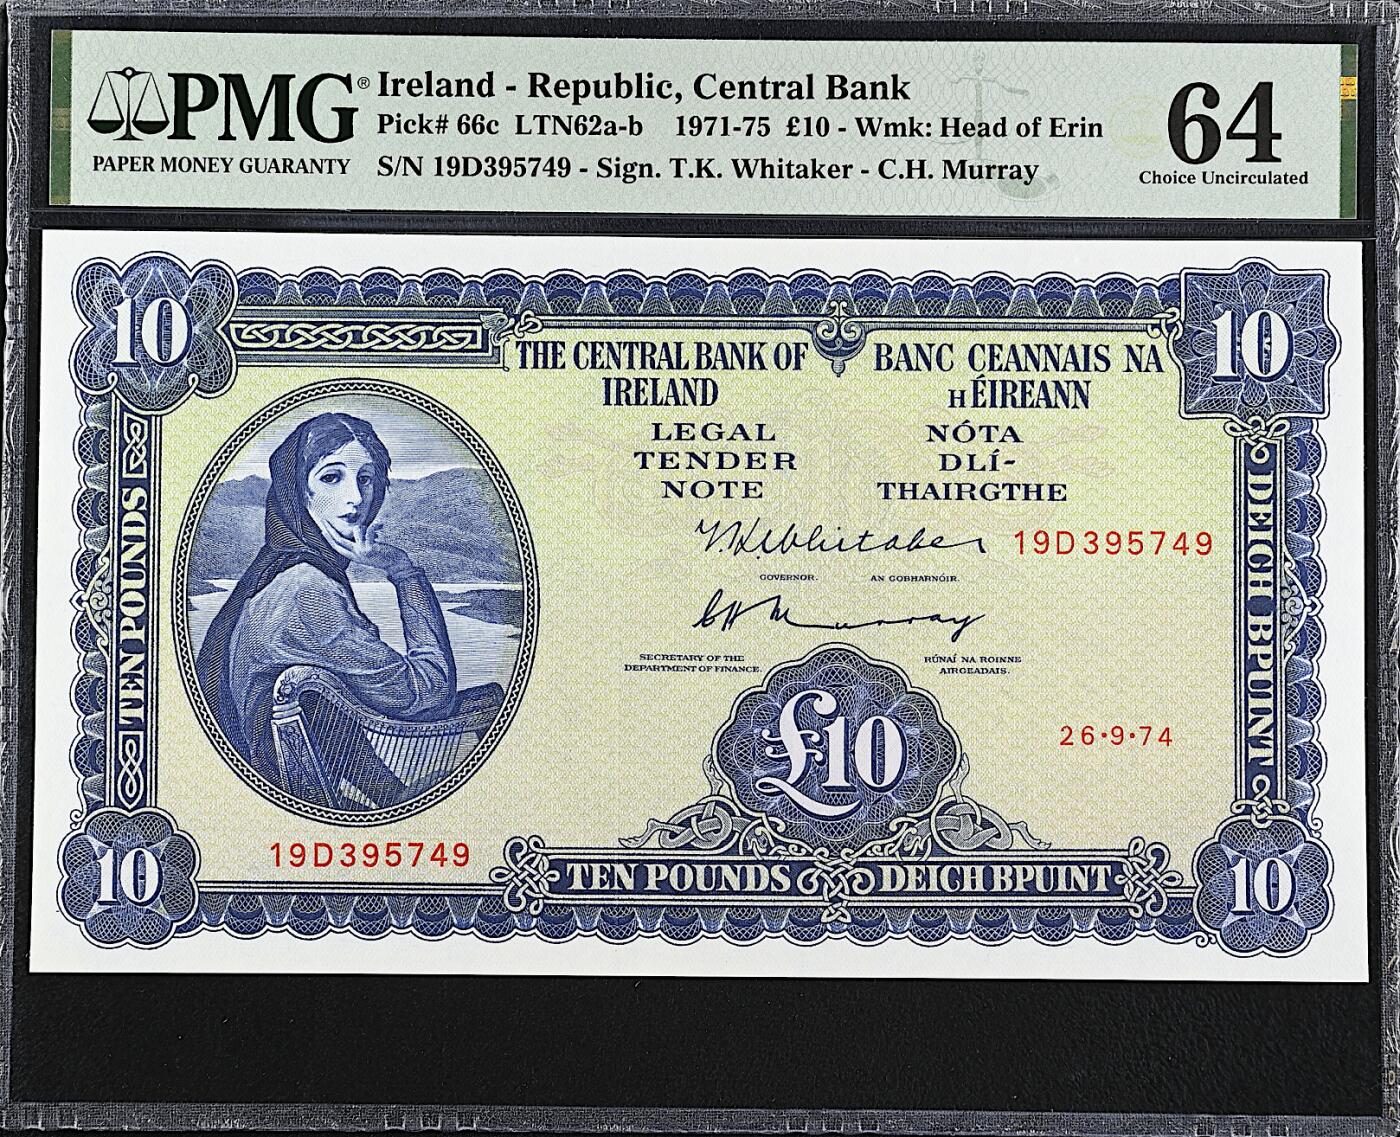 PMG®
PAPER MONEY GUARANTY
Ireland - Republic, Central Bank
Pick# 66c LTN62a-b 1971-75 £10 - Wmk: Head of Erin
S/N 19D395749 - Sign. T.K. Whitaker - C.H. Murray
64
Choice Uncirculated
10
10
THE CENTRAL BANK OF
IRELAND
BANC CEANNAIS NA
hÉIREANN
LEGAL
TENDER
NOTE
NÓTA
DLÍ-
THAIRGTHE
T.K. Whitaker
19D395749
GOVERNOR. AN GOBHARNÓIR.
C H Murray
SECRETARY OF THE
DEPARTMENT OF FINANCE.
RÚNAÍ NA ROINNE
AIRGEADAIS.
TEN POUNDS
DEICH BPUINT
£10
26·9·74
19D395749
10
TEN POUNDS
DEICH BPUINT
10